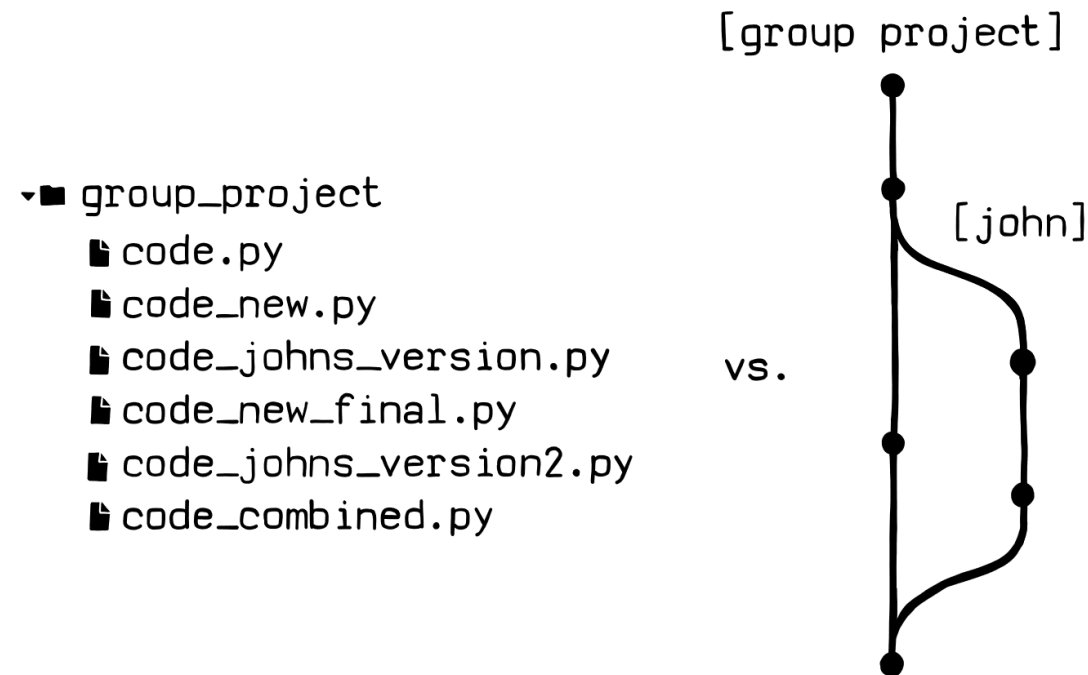 [group project]
group_project
[john]
code.py
code_new.py
code_johns_version.py
vs.
code_new_final.py
code_johns_version2.py
code_combined.py